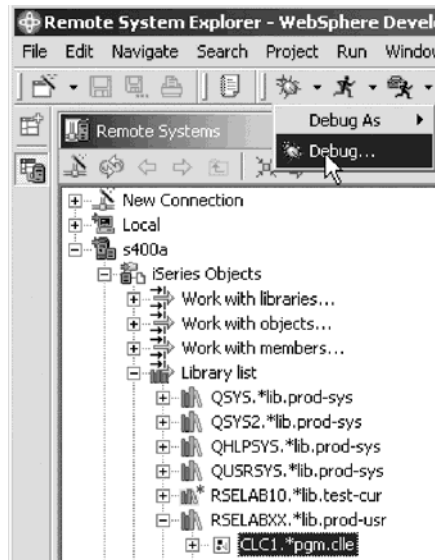 Remote System Explorer - WebSphere Devel
File Edit Navigate Search Project Run Window
Debug As
Debug...
Remote Systems
New Connection
Local
s400a
iSeries Objects
Work with libraries...
Work with objects...
Work with members...
Library list
QSYS.*lib.prod-sys
QSYS2.*lib.prod-sys
QHLPSYS.*lib.prod-sys
QUSRSYS.*lib.prod-sys
RSELAB10.*lib.test-cur
RSELABXX.*lib.prod-usr
CLC1.*pgm.clle